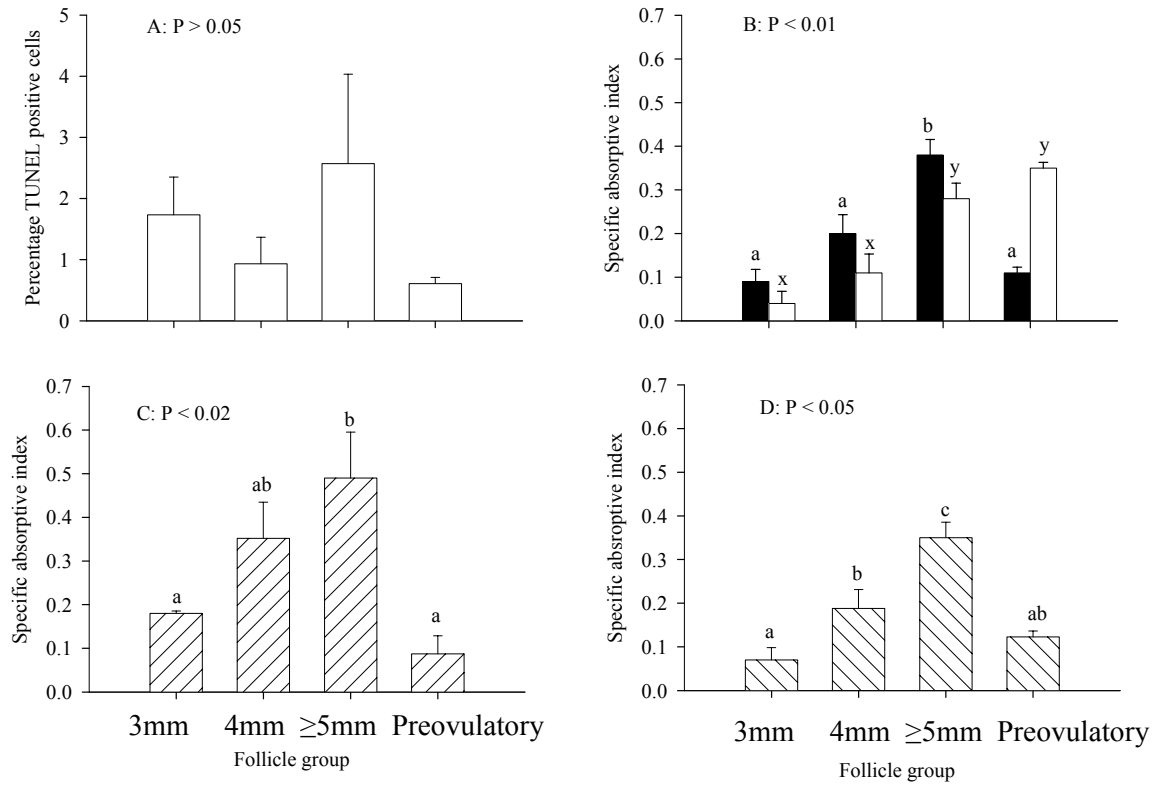 A: P > 0.05
Percentage TUNEL positive cells
5
4
3
2
1
0
B: P < 0.01
Specific absorptive index
0.7
0.6
0.5
0.4
0.3
0.2
0.1
0.0
a
x
a
x
b
y
a
y
C: P < 0.02
Specific absorptive index
0.7
0.6
0.5
0.4
0.3
0.2
0.1
0.0
a
ab
b
a
3mm 4mm ≥5mm Preovulatory
Follicle group
D: P < 0.05
Specific absroptive index
0.7
0.6
0.5
0.4
0.3
0.2
0.1
0.0
a
b
c
ab
3mm 4mm ≥5mm Preovulatory
Follicle group